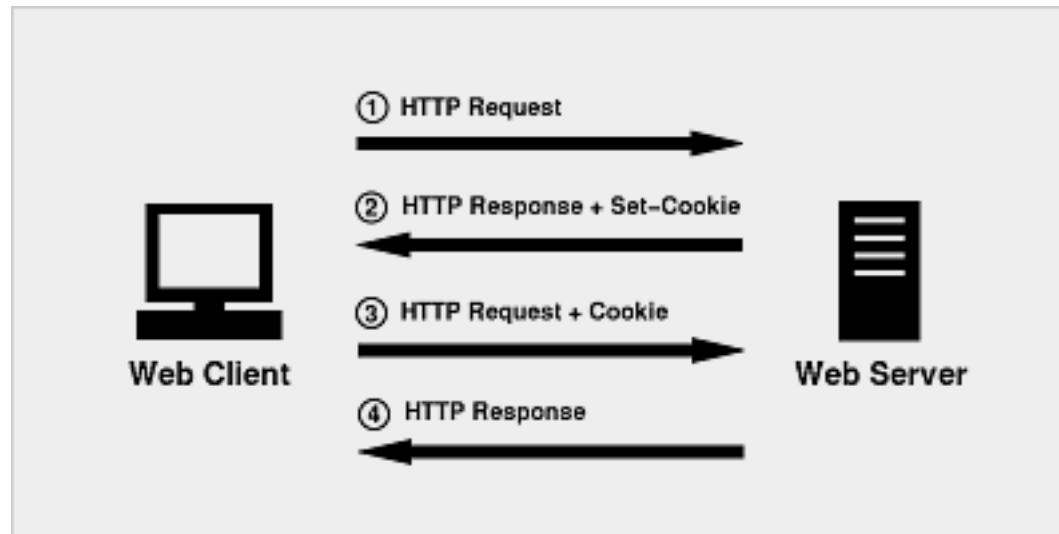 ① HTTP Request
② HTTP Response + Set-Cookie
③ HTTP Request + Cookie
Web Client
Web Server
④ HTTP Response